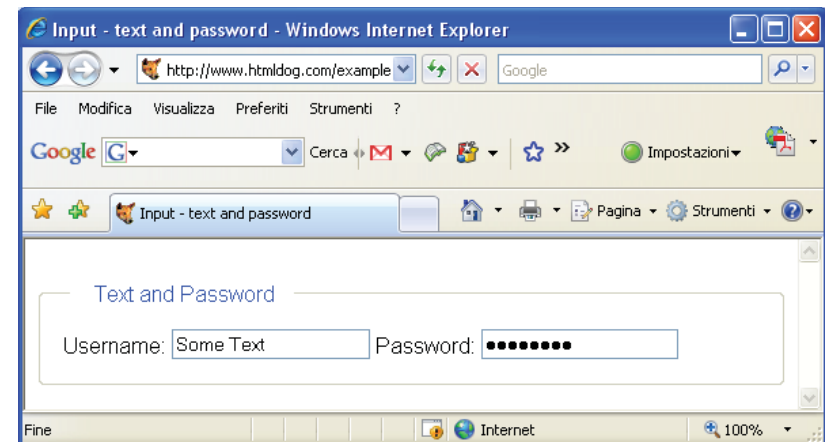 Input - text and password - Windows Internet Explorer
http://www.htmldog.com/example Google
File Modifica Visualizza Preferiti Strumenti ?
Google G Cerca » Impostazioni
Input - text and password Pagina Strumenti
Text and Password
Username: Some Text Password: ••••••••
Fine Internet 100%